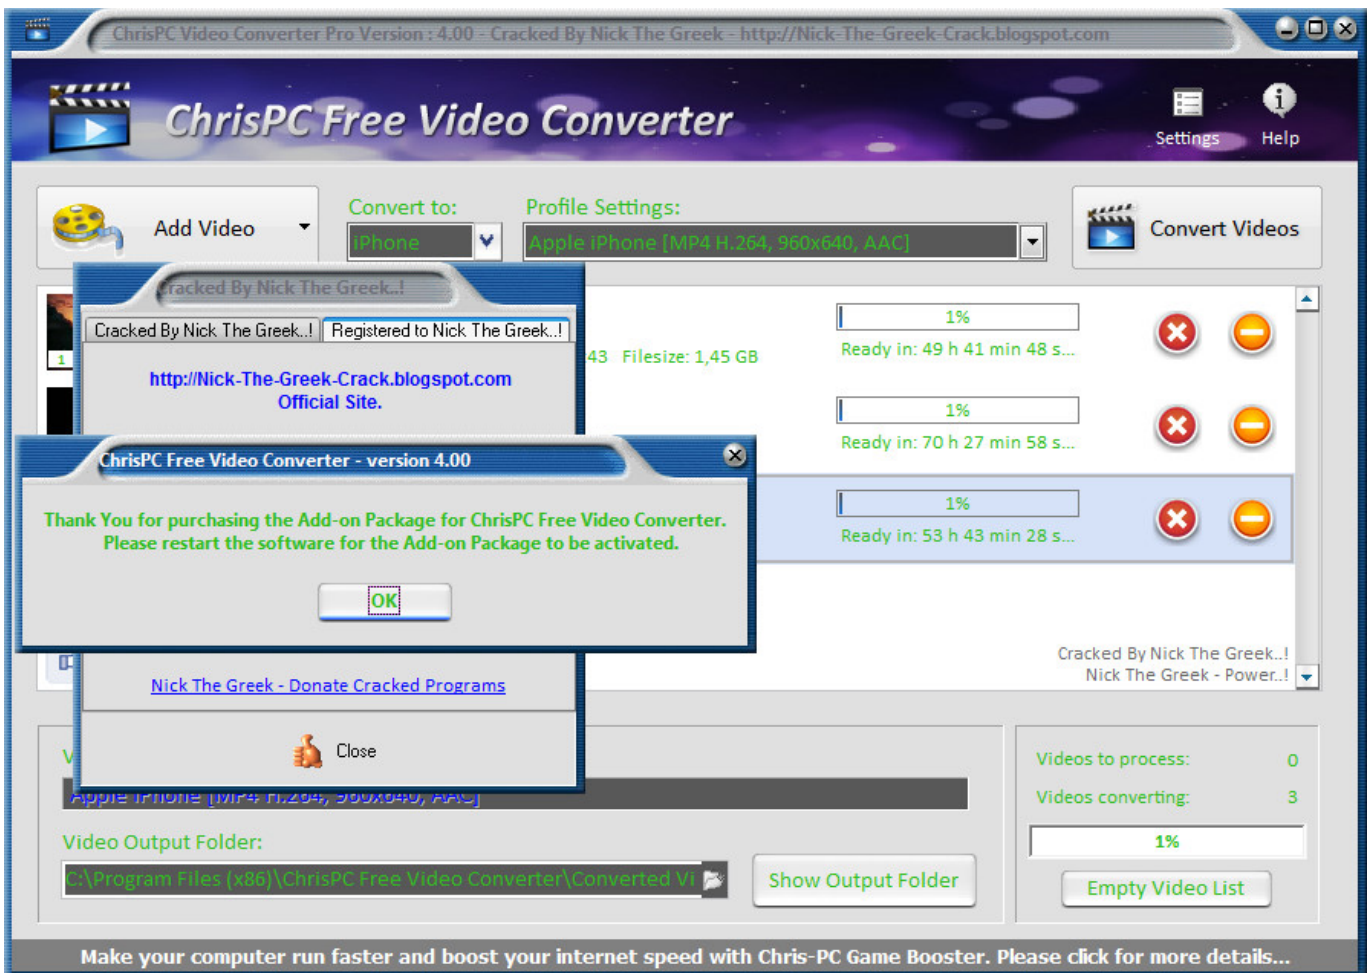 ChrisPC Video Converter Pro Version : 4.00 - Cracked By Nick The Greek - http://Nick-The-Greek-Crack.blogspot.com
ChrisPC Free Video Converter
Settings
Help
Add Video
Convert to:
iPhone
Profile Settings:
Apple iPhone [MP4 H.264, 960x640, AAC]
Convert Videos
Cracked By Nick The Greek..!
Cracked By Nick The Greek..!
Registered to Nick The Greek..!
http://Nick-The-Greek-Crack.blogspot.com
Official Site.
1
43 Filesize: 1,45 GB
1%
Ready in: 49 h 41 min 48 s...
1%
Ready in: 70 h 27 min 58 s...
1%
Ready in: 53 h 43 min 28 s...
ChrisPC Free Video Converter - version 4.00
Thank You for purchasing the Add-on Package for ChrisPC Free Video Converter.
Please restart the software for the Add-on Package to be activated.
OK
Cracked By Nick The Greek..!
Nick The Greek - Power..!
Nick The Greek - Donate Cracked Programs
Close
V
Apple iPhone [MP4 H.264, 960x640, AAC]
Video Output Folder:
C:\Program Files (x86)\ChrisPC Free Video Converter\Converted Vi
Show Output Folder
Videos to process: 0
Videos converting: 3
1%
Empty Video List
Make your computer run faster and boost your internet speed with Chris-PC Game Booster. Please click for more details...